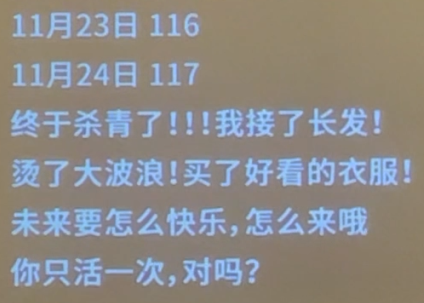 11月23日 116
11月24日 117
终于杀青了!!!我接了长发!
烫了大波浪!买了好看的衣服!
未来要怎么快乐,怎么来哦
你只活一次,对吗?